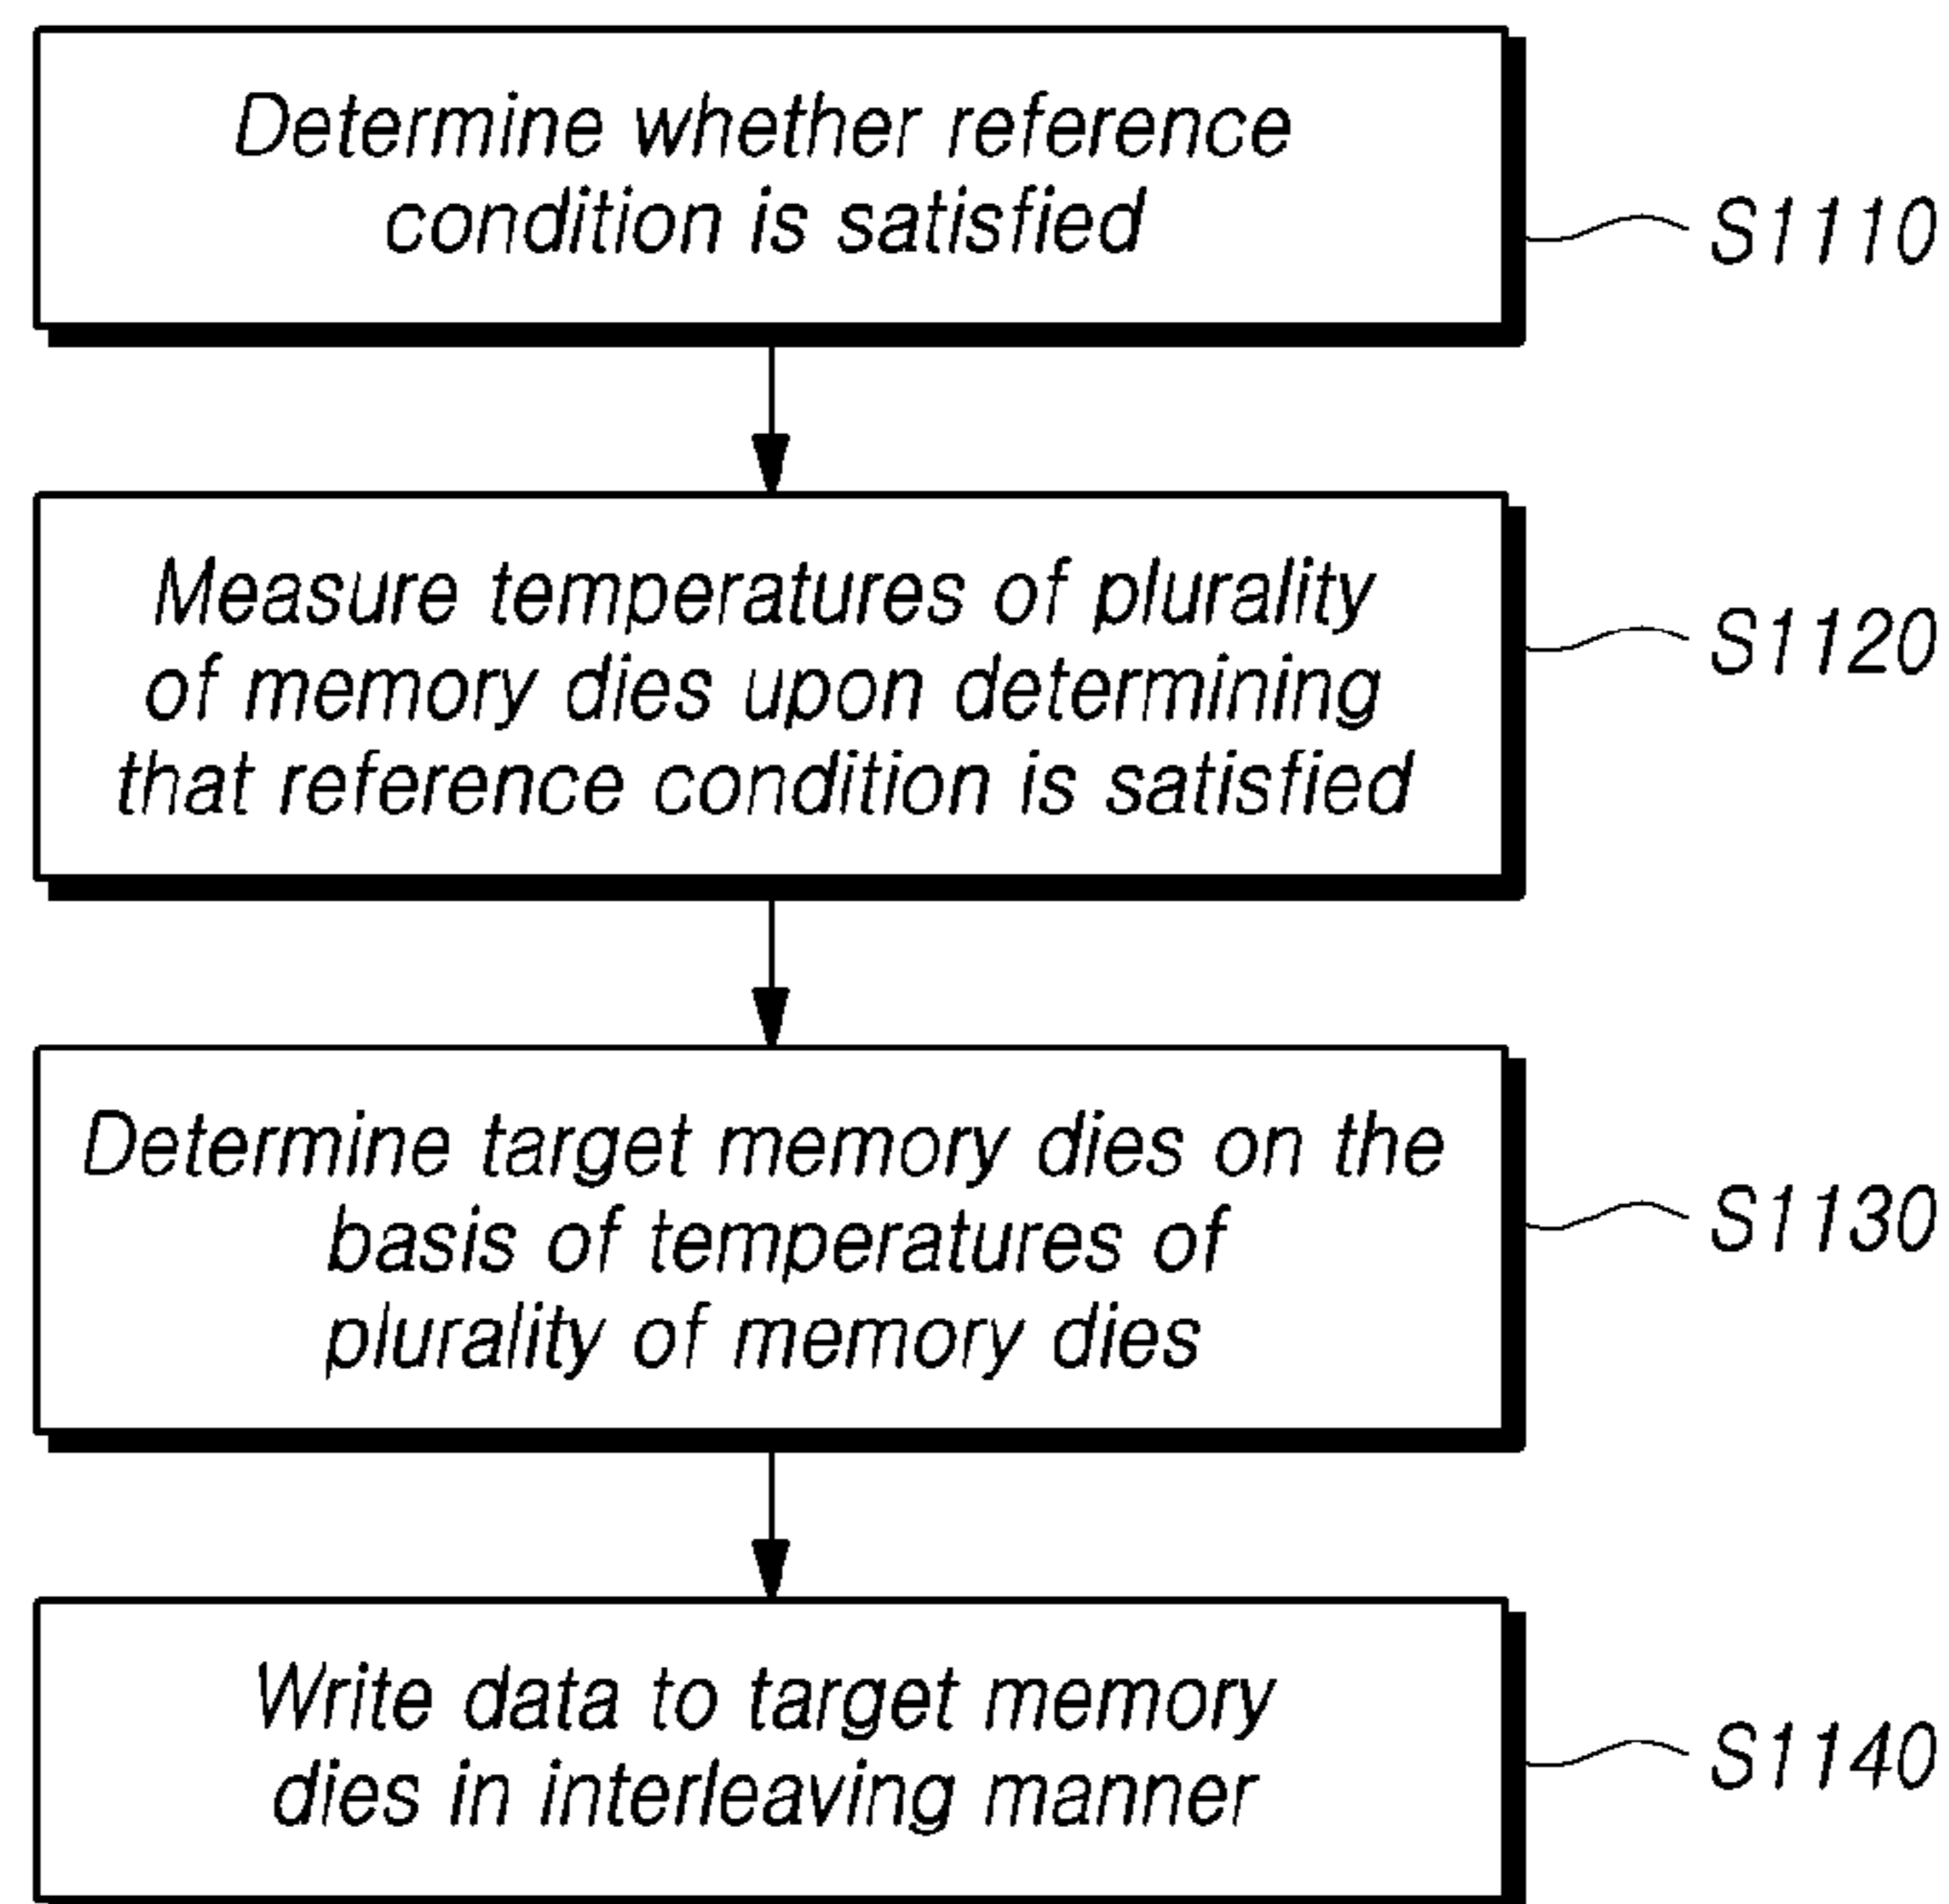 Determine whether reference
condition is satisfied
S1110
Measure temperatures of plurality
of memory dies upon determining
that reference condition is satisfied
S1120
Determine target memory dies on the
basis of temperatures of
plurality of memory dies
S1130
Write data to target memory
dies in interleaving manner
S1140